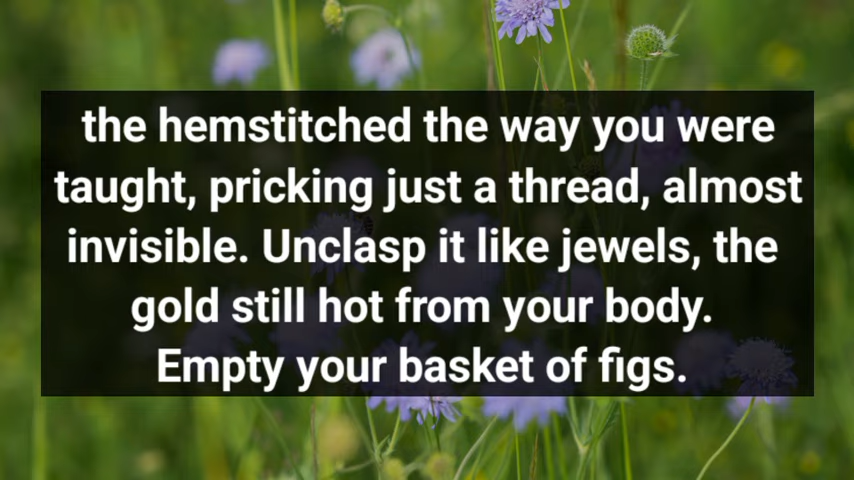 the hemstitched the way you were
taught, pricking just a thread, almost
invisible. Unclasp it like jewels, the
gold still hot from your body.
Empty your basket of figs.